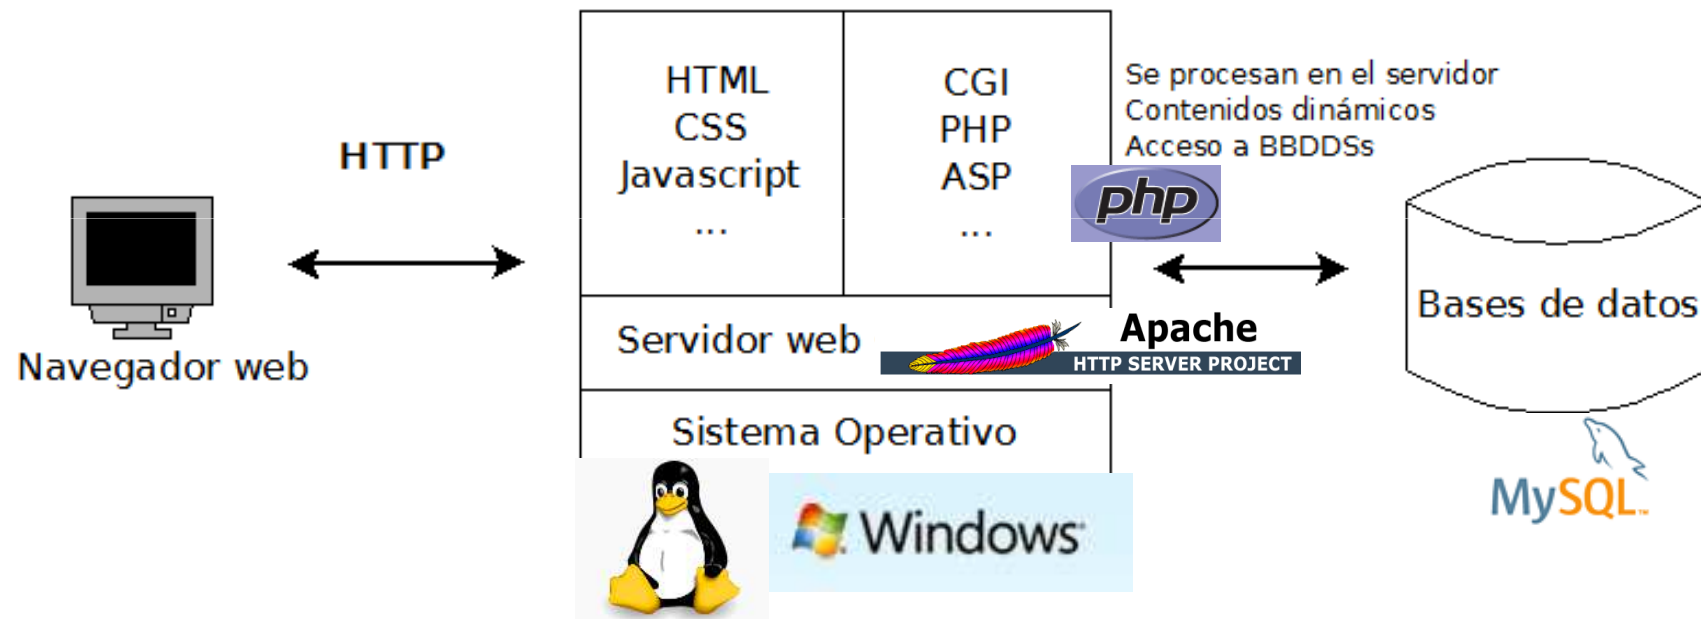 HTTP
Navegador web
HTML
CSS
Javascript
...
CGI
PHP
ASP
...
Se procesan en el servidor
Contenidos dinámicos
Acceso a BBDDSs
php
Servidor web
Apache
HTTP SERVER PROJECT
Sistema Operativo
Windows
Bases de datos
MySQL™